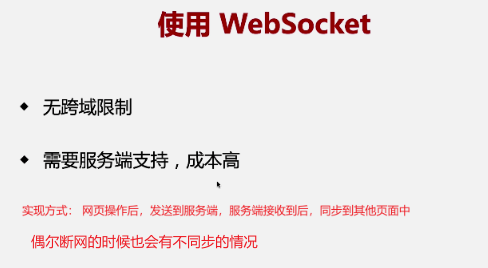 使用 WebSocket
无跨域限制
需要服务端支持，成本高
实现方式： 网页操作后，发送到服务端，服务端接收到后，同步到其他页面中
偶尔断网的时候也会有不同步的情况